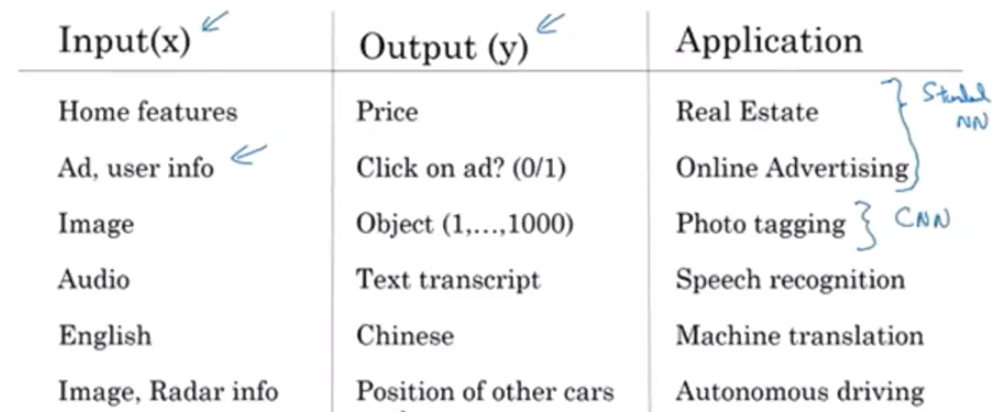 Input(x) Output (y) Application
Home features Price Real Estate
Ad, user info Click on ad? (0/1) Online Advertising
Image Object (1,...,1000) Photo tagging
Audio Text transcript Speech recognition
English Chinese Machine translation
Image, Radar info Position of other cars Autonomous driving
NN
CNN